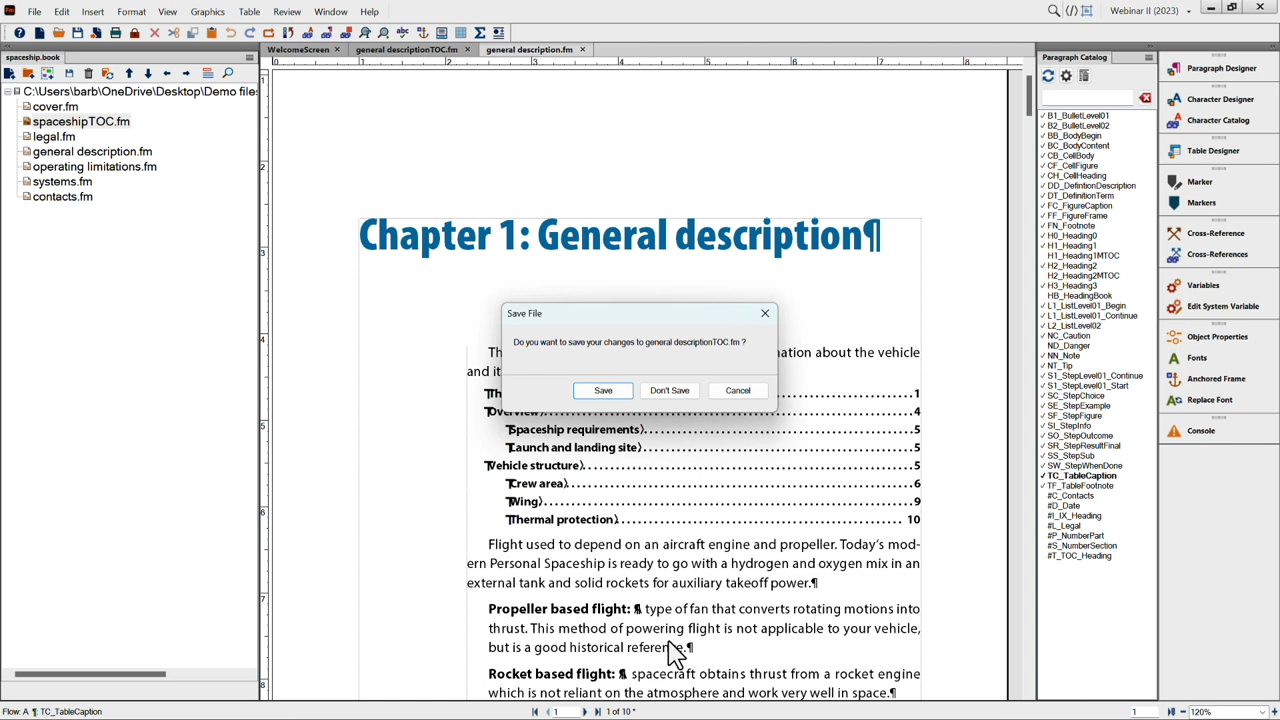 Fm File Edit Insert Format View Graphics Table Review Window Help Webinar II (2023)
spaceship.book
WelcomeScreen × general descriptionTOC.fm × general description.fm ×
Paragraph Catalog
C:\Users\barb\OneDrive\Desktop\Demo files
cover.fm
spaceshipTOC.fm
legal.fm
general description.fm
operating limitations.fm
systems.fm
contacts.fm
Chapter 1: General description¶
Save File
Do you want to save your changes to general descriptionTOC.fm ?
Save Don't Save Cancel
Th ation about the vehicle
and it
Th 1
Overview 4
Spaceship requirements 5
Launch and landing site 5
Vehicle structure 5
Crew area 6
Wing 9
Thermal protection 10
Flight used to depend on an aircraft engine and propeller. Today's mod-
ern Personal Spaceship is ready to go with a hydrogen and oxygen mix in an
external tank and solid rockets for auxiliary takeoff power.¶
Propeller based flight: ¶ type of fan that converts rotating motions into
thrust. This method of powering flight is not applicable to your vehicle,
but is a good historical reference.¶
Rocket based flight: ¶ spacecraft obtains thrust from a rocket engine
which is not reliant on the atmosphere and work very well in space.¶
B1_BulletLevel01
B2_BulletLevel02
BB_BodyBegin
BC_BodyContent
CB_CellBody
CF_CellFigure
CH_CellHeading
DD_DefintionDescription
DT_DefinitionTerm
FC_FigureCaption
FF_FigureFrame
FN_Footnote
H0_Heading0
H1_Heading1
H1_Heading1MTOC
H2_Heading2
H2_Heading2MTOC
H3_Heading3
HB_HeadingBook
L1_ListLevel01_Begin
L1_ListLevel01_Continue
L2_ListLevel02
NC_Caution
ND_Danger
NN_Note
NT_Tip
S1_StepLevel01_Continue
S1_StepLevel01_Start
SC_StepChoice
SE_StepExample
SF_StepFigure
SI_StepInfo
SO_StepOutcome
SR_StepResultFinal
SS_StepSub
SW_StepWhenDone
TC_TableCaption
TF_TableFootnote
#C_Contacts
#D_Date
#I_IX_Heading
#L_Legal
#P_NumberPart
#S_NumberSection
#T_TOC_Heading
Paragraph Designer
Character Designer
Character Catalog
Table Designer
Marker
Markers
Cross-Reference
Cross-References
Variables
Edit System Variable
Object Properties
Fonts
Anchored Frame
Replace Font
Console
Flow: A ¶: TC_TableCaption 1 1 of 10 * 1 120%